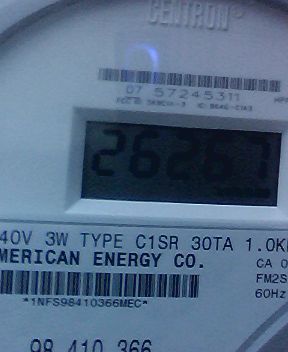 CENTRON®
07 57245311
26267
40V 3W TYPE C1SR 30TA 1.0K
MERICAN ENERGY CO.
CA 0
FM2S
60Hz
*1NFS98410366MEC*
98 410 366